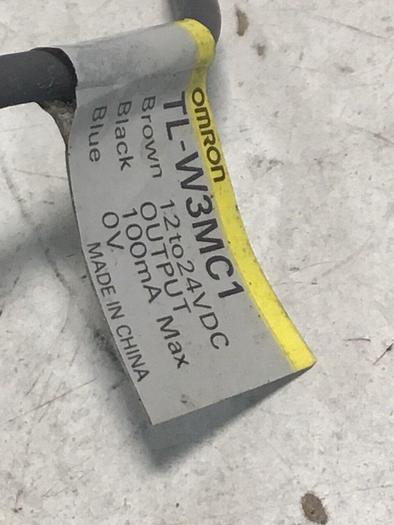 OMRON
TL-W3MC1
Brown 12to24VDC
Black OUTPUT
100mA Max
Blue 0V
MADE IN CHINA